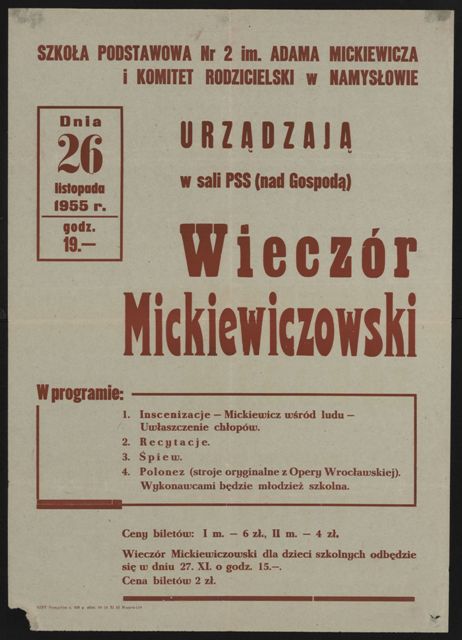 SZKOŁA PODSTAWOWA Nr 2 im. ADAMA MICKIEWICZA
i KOMITET RODZICIELSKI w NAMYSŁOWIE
Dnia
26
listopada
1955 r.
godz.
19.—
URZĄDZAJĄ
w sali PSS (nad Gospodą)
Wieczór
Mickiewiczowski
W programie:
1. Inscenizacje — Mickiewicz wśród ludu —
Uwłaszczenie chłopów.
2. Recytacje.
3. Śpiew.
4. Polonez (stroje oryginalne z Opery Wrocławskiej).
Wykonawcami będzie młodzież szkolna.
Ceny biletów: I m. — 6 zł., II m. — 4 zł.
Wieczór Mickiewiczowski dla dzieci szkolnych odbędzie
się w dniu 27. XI. o godz. 15.—.
Cena biletów 2 zł.